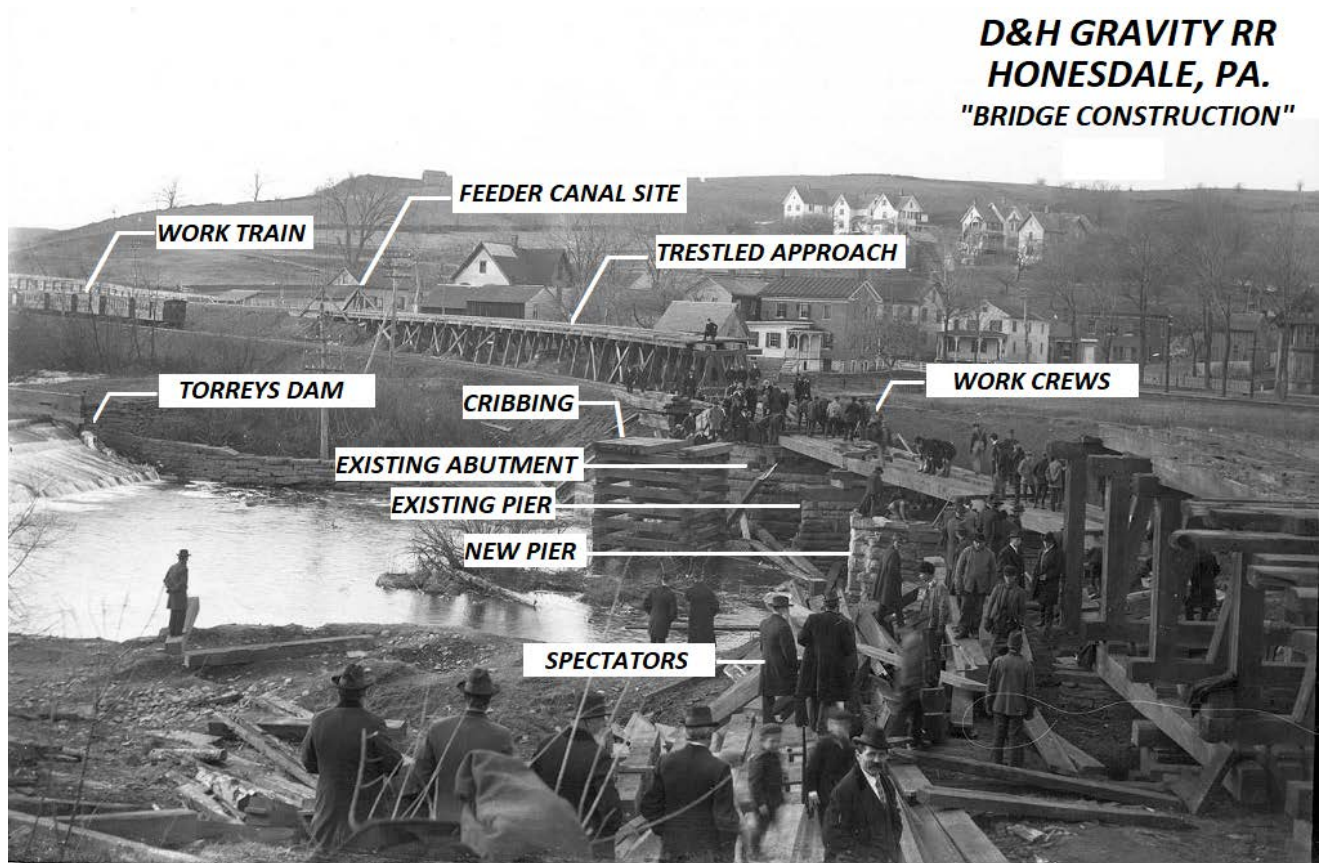 D&H GRAVITY RR
HONESDALE, PA.
"BRIDGE CONSTRUCTION"
FEEDER CANAL SITE
WORK TRAIN
TRESTLED APPROACH
TORREYS DAM
WORK CREWS
CRIBBING
EXISTING ABUTMENT
EXISTING PIER
NEW PIER
SPECTATORS